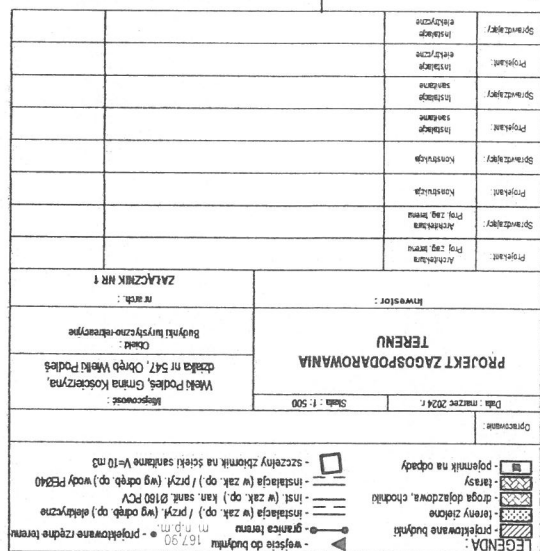 LEGENDA:
- projektowane budynki
- tereny zielone
- droga dojazdowa, chodniki
- tarasy
- pojemnik na odpady
- wejście do budynku
167,90 m n.p.m. - projektowane rzędne terenu
granica terenu
- instalacja (w zak. op.) / przył. (wg odręb. op.) elektryczne
- inst. (w zak. op.) kan. sanit. Ø160 PCV
- instalacja (w zak. op.) / przył. (wg odręb. op.) wody PEØ40
- szczelny zbiornik na ścieki sanitarne V=10 m3
Opracowanie:
Data : marzec 2024 r.
Skala : 1: 500
PROJEKT ZAGOSPODAROWANIA
TERENU
Miejscowość :
Wielki Podleś, Gmina Kościerzyna,
działka nr 547, Obręb Wielki Podleś
Obiekt :
Budynki turystyczno-rekreacyjne
Inwestor :
nr arch. :
ZAŁĄCZNIK NR 1
Projektant :
Architektura
Proj. zag. terenu
Sprawdzający :
Architektura
Proj. zag. terenu
Projektant :
Konstrukcja
Sprawdzający :
Konstrukcja
Projektant :
Instalacje
sanitarne
Sprawdzający :
Instalacje
sanitarne
Projektant :
Instalacje
elektryczne
Sprawdzający :
Instalacje
elektryczne